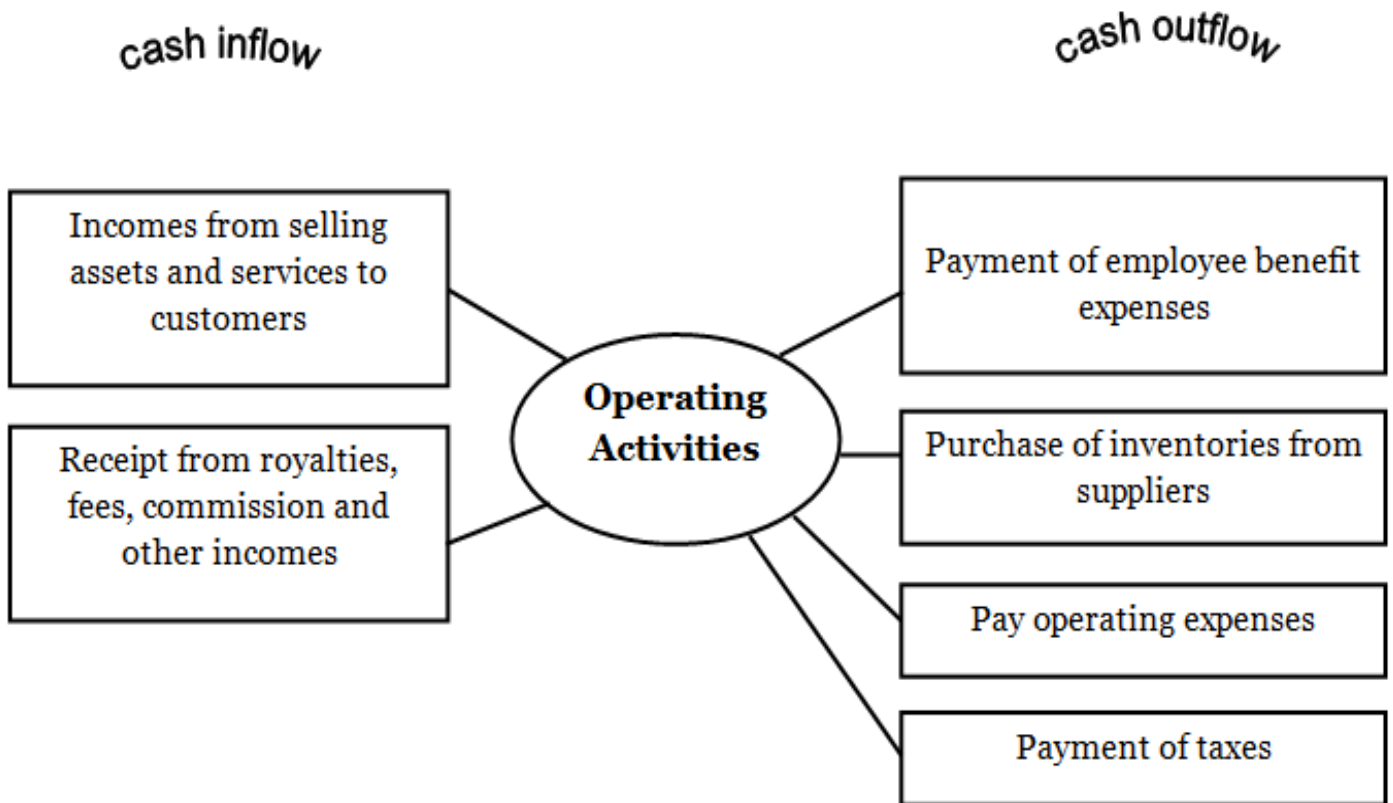 cash inflow
cash outflow
Incomes from selling
assets and services to
customers
Receipt from royalties,
fees, commission and
other incomes
Operating
Activities
Payment of employee benefit
expenses
Purchase of inventories from
suppliers
Pay operating expenses
Payment of taxes